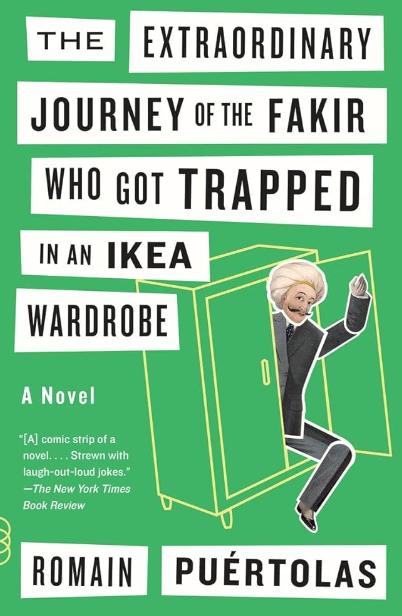 THE EXTRAORDINARY
JOURNEY OF THE FAKIR
WHO GOT TRAPPED
IN AN IKEA
WARDROBE
A Novel
“[A] comic strip of a
novel. . . . Strewn with
laugh-out-loud jokes.”
—The New York Times
Book Review
ROMAIN PUÉRTOLAS